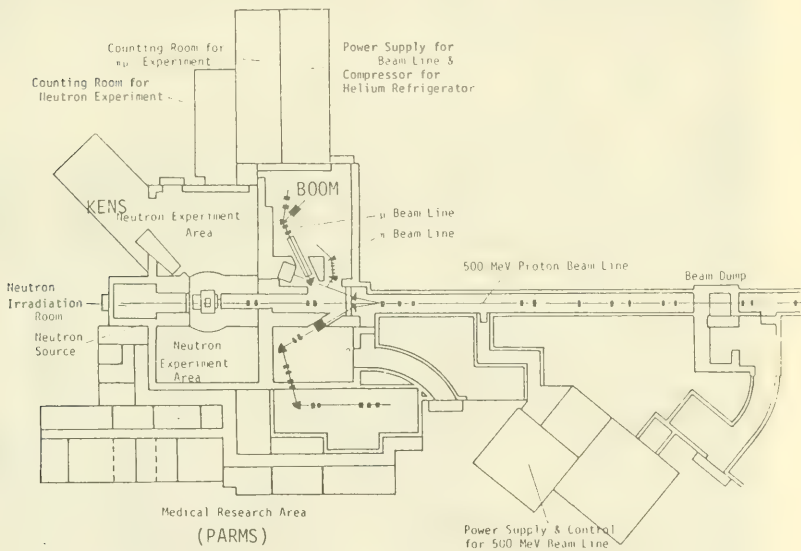 Counting Room for
πμ Experiment
Power Supply for
Beam Line &
Compressor for
Helium Refrigerator
Counting Room for
Neutron Experiment
KENS
Neutron Experiment
Area
BOOM
μ Beam Line
π Beam Line
500 MeV Proton Beam Line
Beam Dump
Neutron
Irradiation
Room
Neutron
Source
Neutron
Experiment
Area
Medical Research Area
(PARMS)
Power Supply & Control
for 500 MeV Beam Line